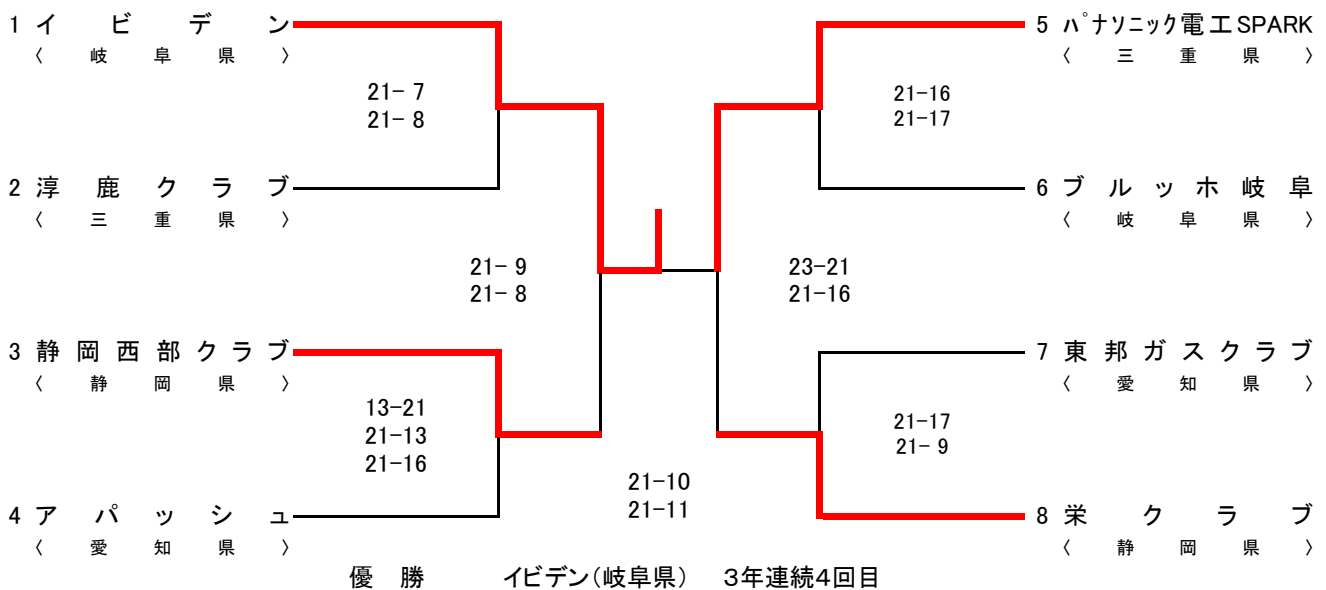 1 イビデン
〈岐阜県〉
21- 7
21- 8
2 淳鹿クラブ
〈三重県〉
21- 9
21- 8
3 静岡西部クラブ
〈静岡県〉
13-21
21-13
21-16
4 アパッシュ
〈愛知県〉
5 パナソニック電工SPARK
〈三重県〉
21-16
21-17
6 ブルッホ岐阜
〈岐阜県〉
23-21
21-16
7 東邦ガスクラブ
〈愛知県〉
21-17
21- 9
8 栄クラブ
〈静岡県〉
21-10
21-11
優 勝 イビデン(岐阜県) 3年連続4回目